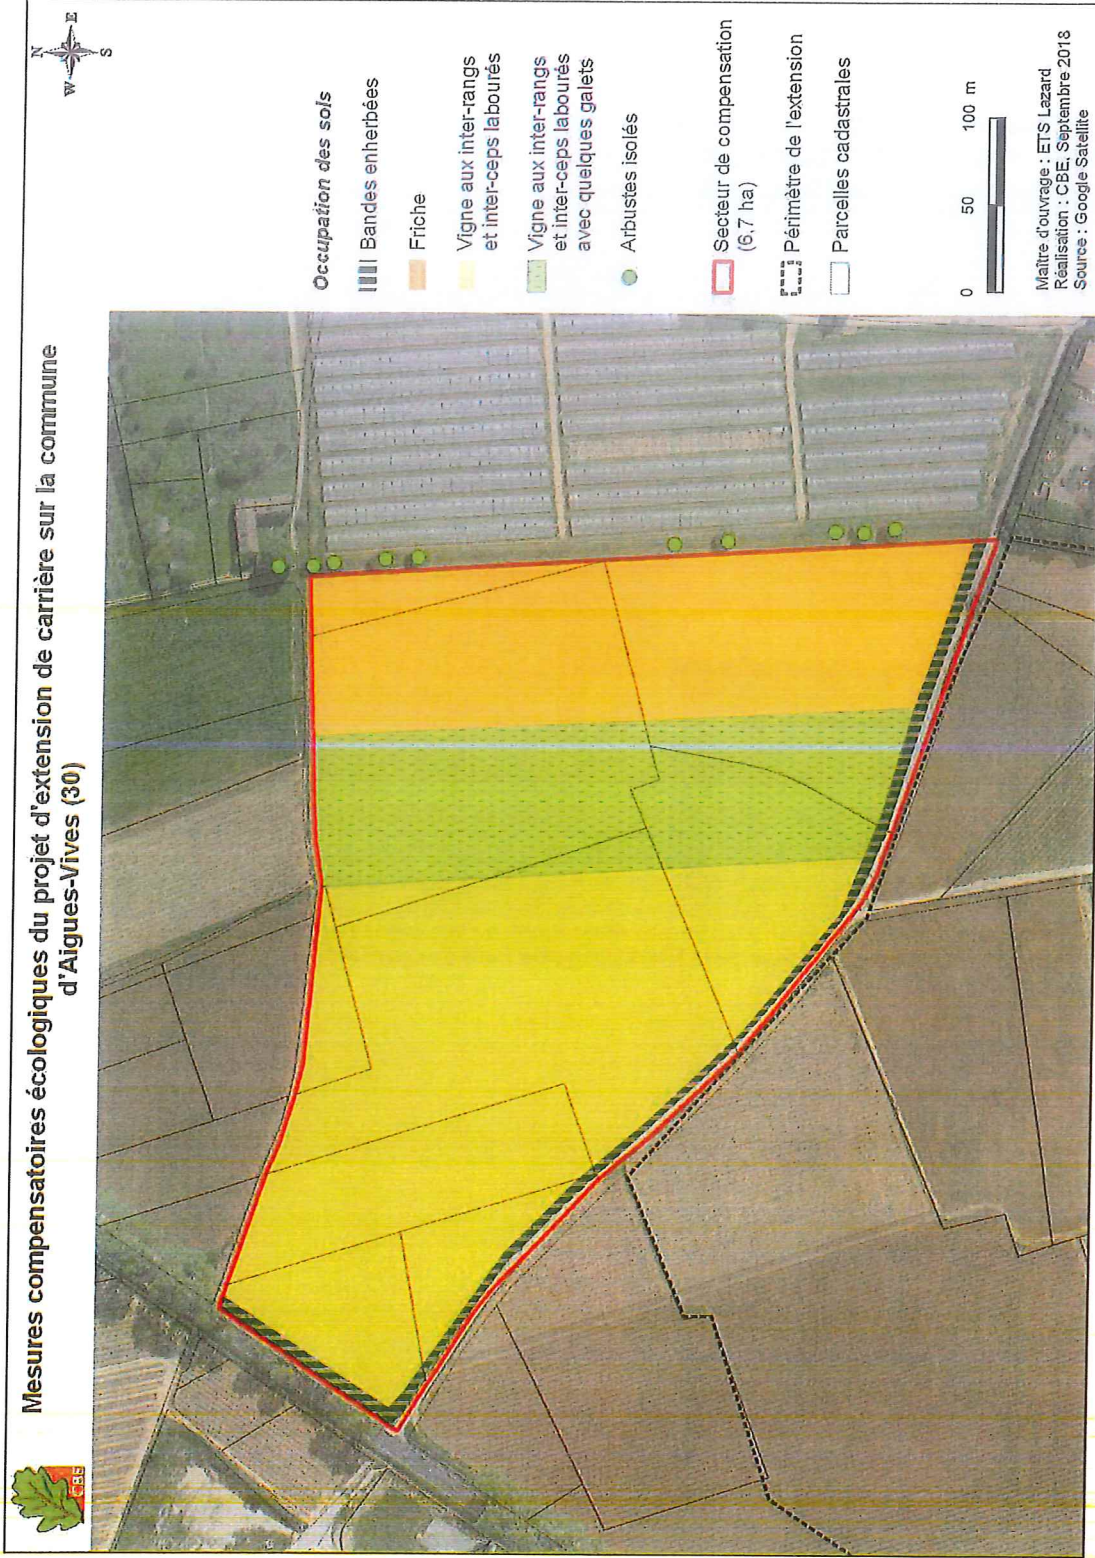 Mesures compensatoires écologiques du projet d'extension de carrière sur la commune
d'Aigues-Vives (30)
CBE
N
W
E
S
Occupation des sols
Bandes enherbées
Friche
Vigne aux inter-rangs
et inter-ceps labourés
Vigne aux inter-rangs
et inter-ceps labourés
avec quelques galets
Arbustes isolés
Secteur de compensation
(6,7 ha)
Périmètre de l'extension
Parcelles cadastrales
0 50 100 m
Maître d'ouvrage : ETS Lazard
Réalisation : CBE, Septembre 2018
Source : Google Satellite